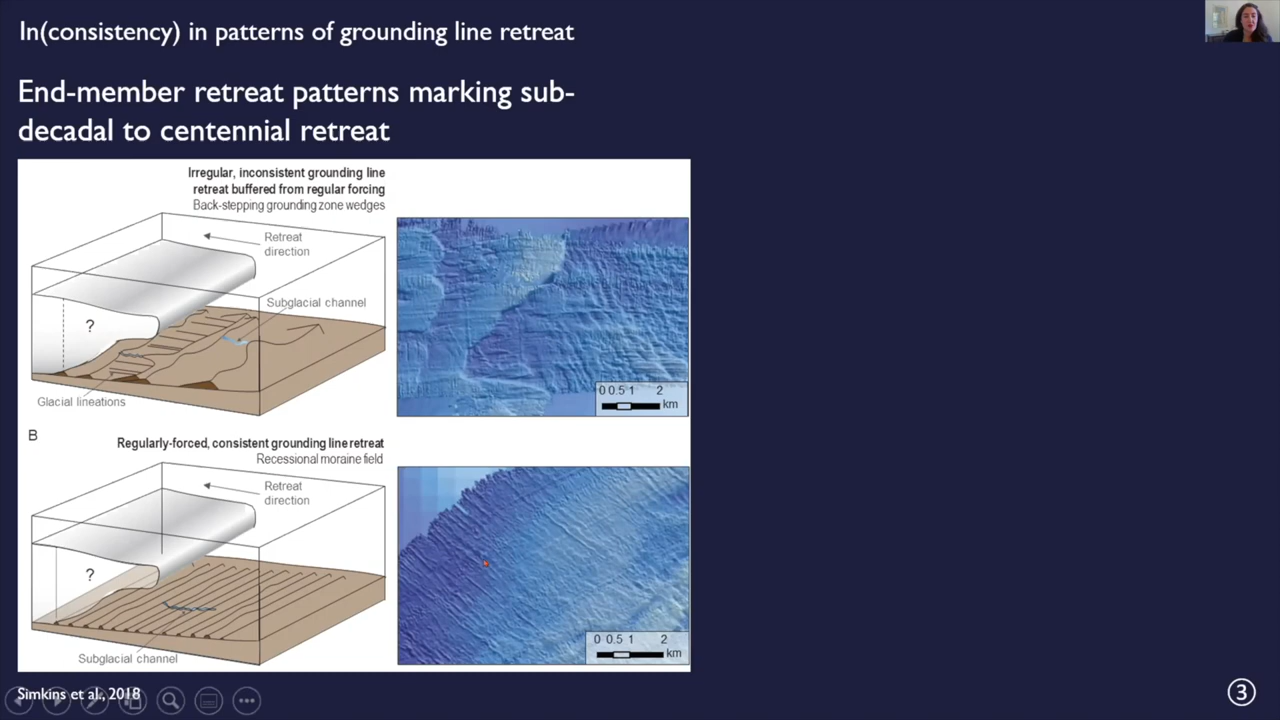 In(consistency) in patterns of grounding line retreat
End-member retreat patterns marking sub-
decadal to centennial retreat
Irregular, inconsistent grounding line
retreat buffered from regular forcing
Back-stepping grounding zone wedges
Retreat
direction
Subglacial channel
?
Glacial lineations
0 0.5 1 2
km
B
Regularly-forced, consistent grounding line retreat
Recessional moraine field
Retreat
direction
?
Subglacial channel
0 0.5 1 2
km
Simkins et al., 2018
3